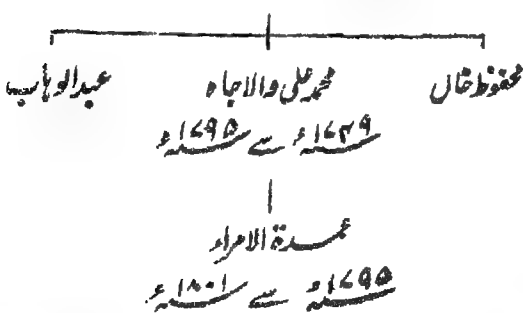 محفوظ خاں محمد علی والاجاہ عبدالوہاب
۱۷۴۹ء سے ۱۷۹۵ء
عمدۃ الامراء
۱۷۹۵ء سے ۱۸۰۱ء